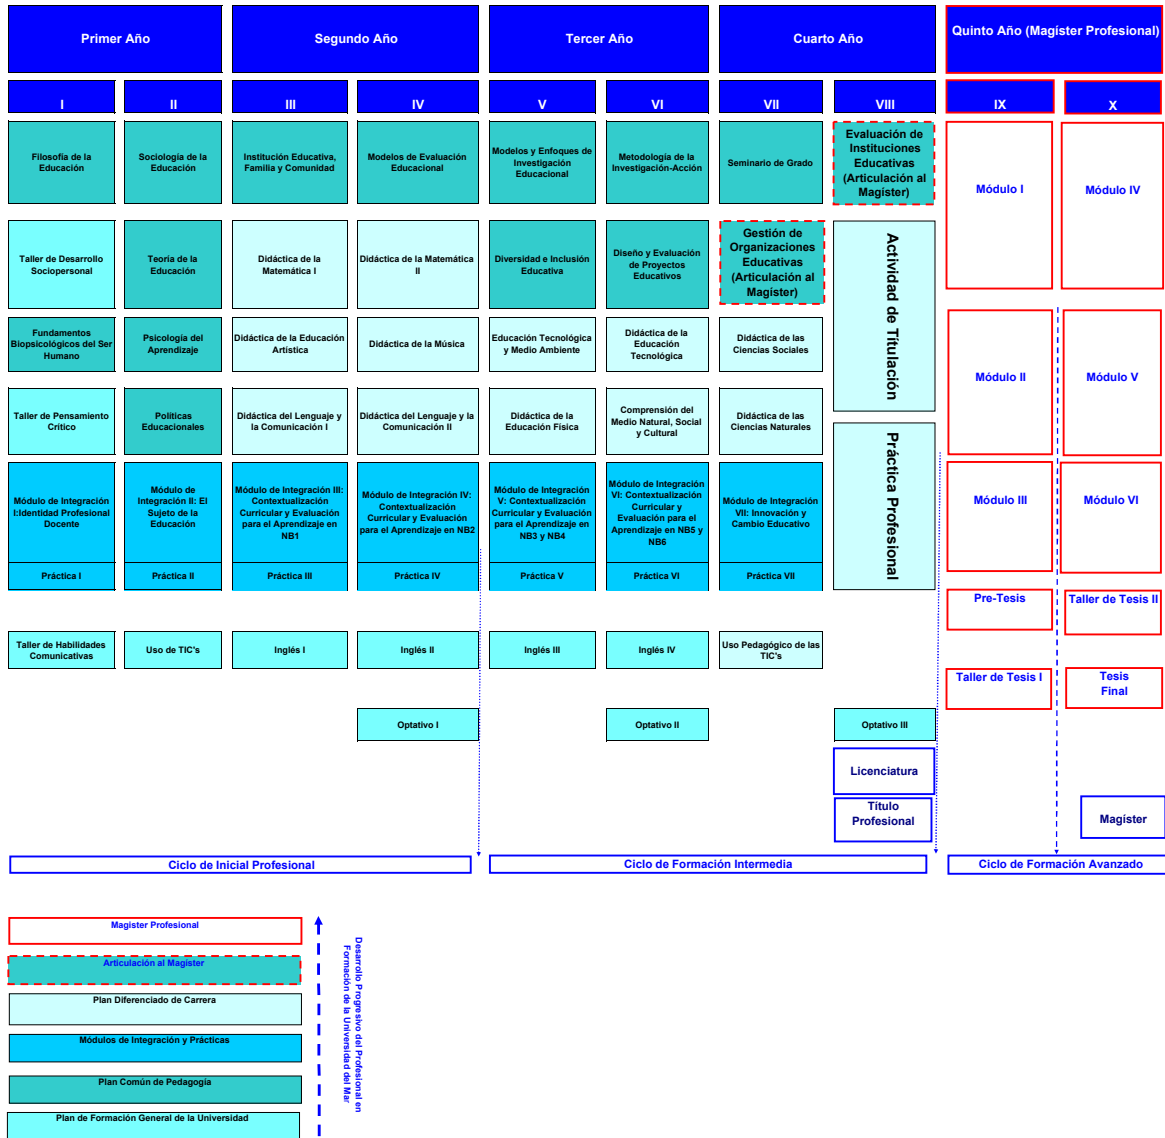 Primer Año
Segundo Año
Tercer Año
Cuarto Año
Quinto Año (Magíster Profesional)
I
II
III
IV
V
VI
VII
VIII
IX
X
Filosofía de la
Educación
Sociología de la
Educación
Institución Educativa,
Familia y Comunidad
Modelos de Evaluación
Educacional
Modelos y Enfoques de
Investigación
Educacional
Metodología de la
Investigación-Acción
Seminario de Grado
Evaluación de
Instituciones
Educativas
(Articulación al
Magíster)
Módulo I
Módulo IV
Taller de Desarrollo
Sociopersonal
Teoría de la
Educación
Didáctica de la
Matemática I
Didáctica de la Matemática
II
Diversidad e Inclusión
Educativa
Diseño y Evaluación
de Proyectos
Educativos
Gestión de
Organizaciones
Educativas
(Articulación al
Magíster)
Actividad de Titulación
Fundamentos
Biopsicológicos del Ser
Humano
Psicología del
Aprendizaje
Didáctica de la Educación
Artística
Didáctica de la Música
Educación Tecnológica
y Medio Ambiente
Didáctica de la
Educación
Tecnológica
Didáctica de las
Ciencias Sociales
Módulo II
Módulo V
Taller de Pensamiento
Crítico
Políticas
Educacionales
Didáctica del Lenguaje y
la Comunicación I
Didáctica del Lenguaje y la
Comunicación II
Didáctica de la
Educación Física
Comprensión del
Medio Natural, Social
y Cultural
Didáctica de las
Ciencias Naturales
Práctica Profesional
Módulo de Integración
I:Identidad Profesional
Docente
Módulo de
Integración II: El
Sujeto de la
Educación
Módulo de Integración III:
Contextualización
Curricular y Evaluación
para el Aprendizaje en
NB1
Módulo de Integración IV:
Contextualización
Curricular y Evaluación
para el Aprendizaje en NB2
Módulo de Integración
V: Contextualización
Curricular y Evaluación
para el Aprendizaje en
NB3 y NB4
Módulo de Integración
VI: Contextualización
Curricular y
Evaluación para el
Aprendizaje en NB5 y
NB6
Módulo de Integración
VII: Innovación y
Cambio Educativo
Módulo III
Módulo VI
Práctica I
Práctica II
Práctica III
Práctica IV
Práctica V
Práctica VI
Práctica VII
Pre-Tesis
Taller de Tesis II
Taller de Habilidades
Comunicativas
Uso de TIC's
Inglés I
Inglés II
Inglés III
Inglés IV
Uso Pedagógico de las
TIC's
Taller de Tesis I
Tesis
Final
Optativo I
Optativo II
Optativo III
Licenciatura
Título
Profesional
Magíster
Ciclo de Inicial Profesional
Ciclo de Formación Intermedia
Ciclo de Formación Avanzado
Magister Profesional
Articulación al Magíster
Plan Diferenciado de Carrera
Módulos de Integración y Prácticas
Plan Común de Pedagogía
Plan de Formación General de la Universidad
Desarrollo Progresivo del Profesional en
Formación de la Universidad del Mar